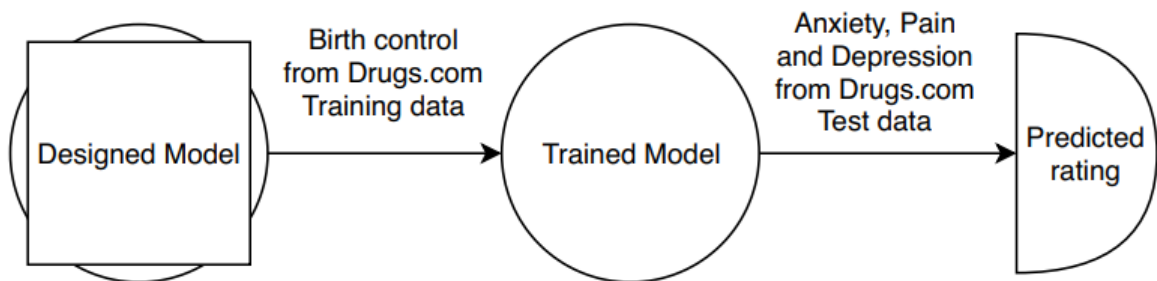 Designed Model
Birth control
from Drugs.com
Training data
Trained Model
Anxiety, Pain
and Depression
from Drugs.com
Test data
Predicted
rating